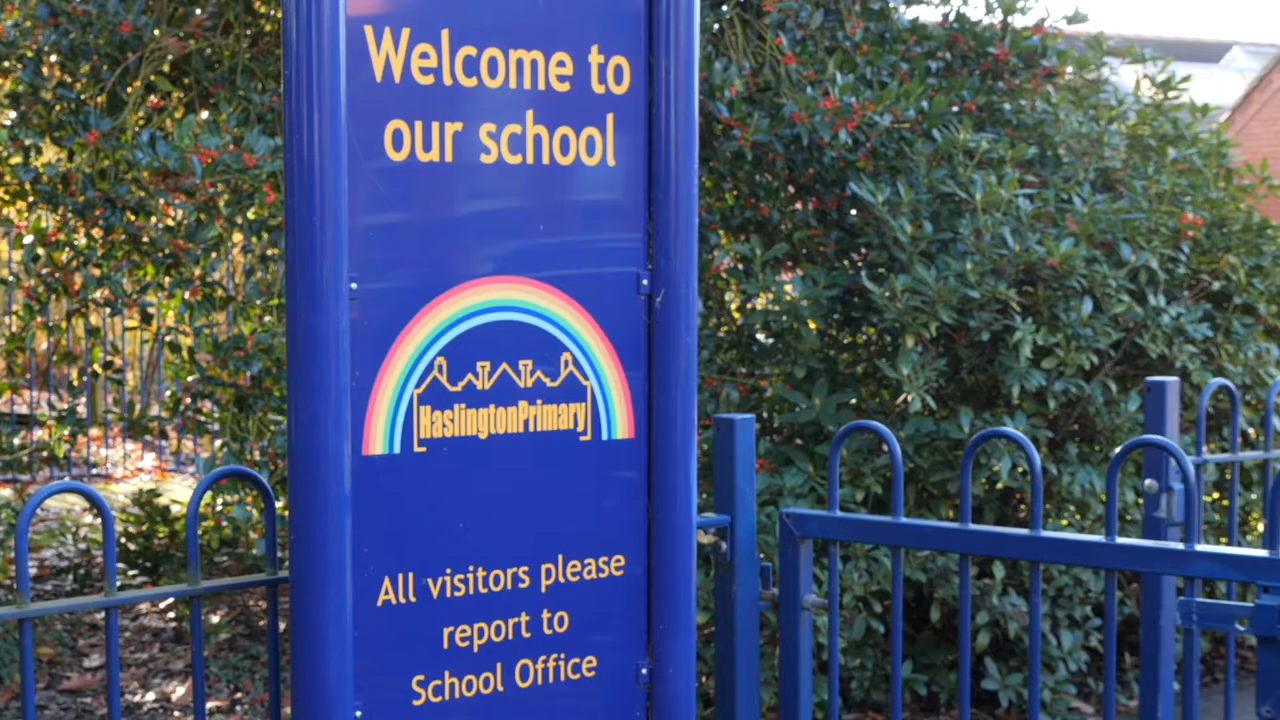 Welcome to
our school
HaslingtonPrimary
All visitors please
report to
School Office